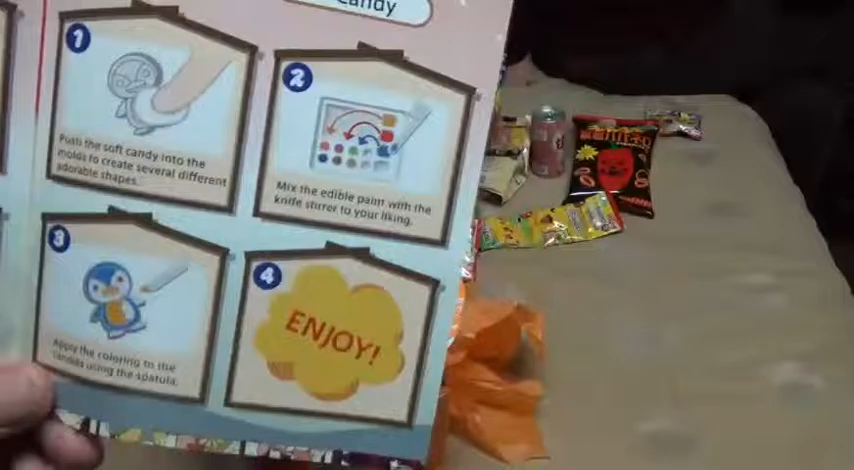 Candy
1
Push the soft candy into the
molds to create several different
adorable shapes.
2
Mix the edible paint with the
knife stirrer to your liking.
3
Apply the coloring to the
candies using the spatula.
4
ENJOY!